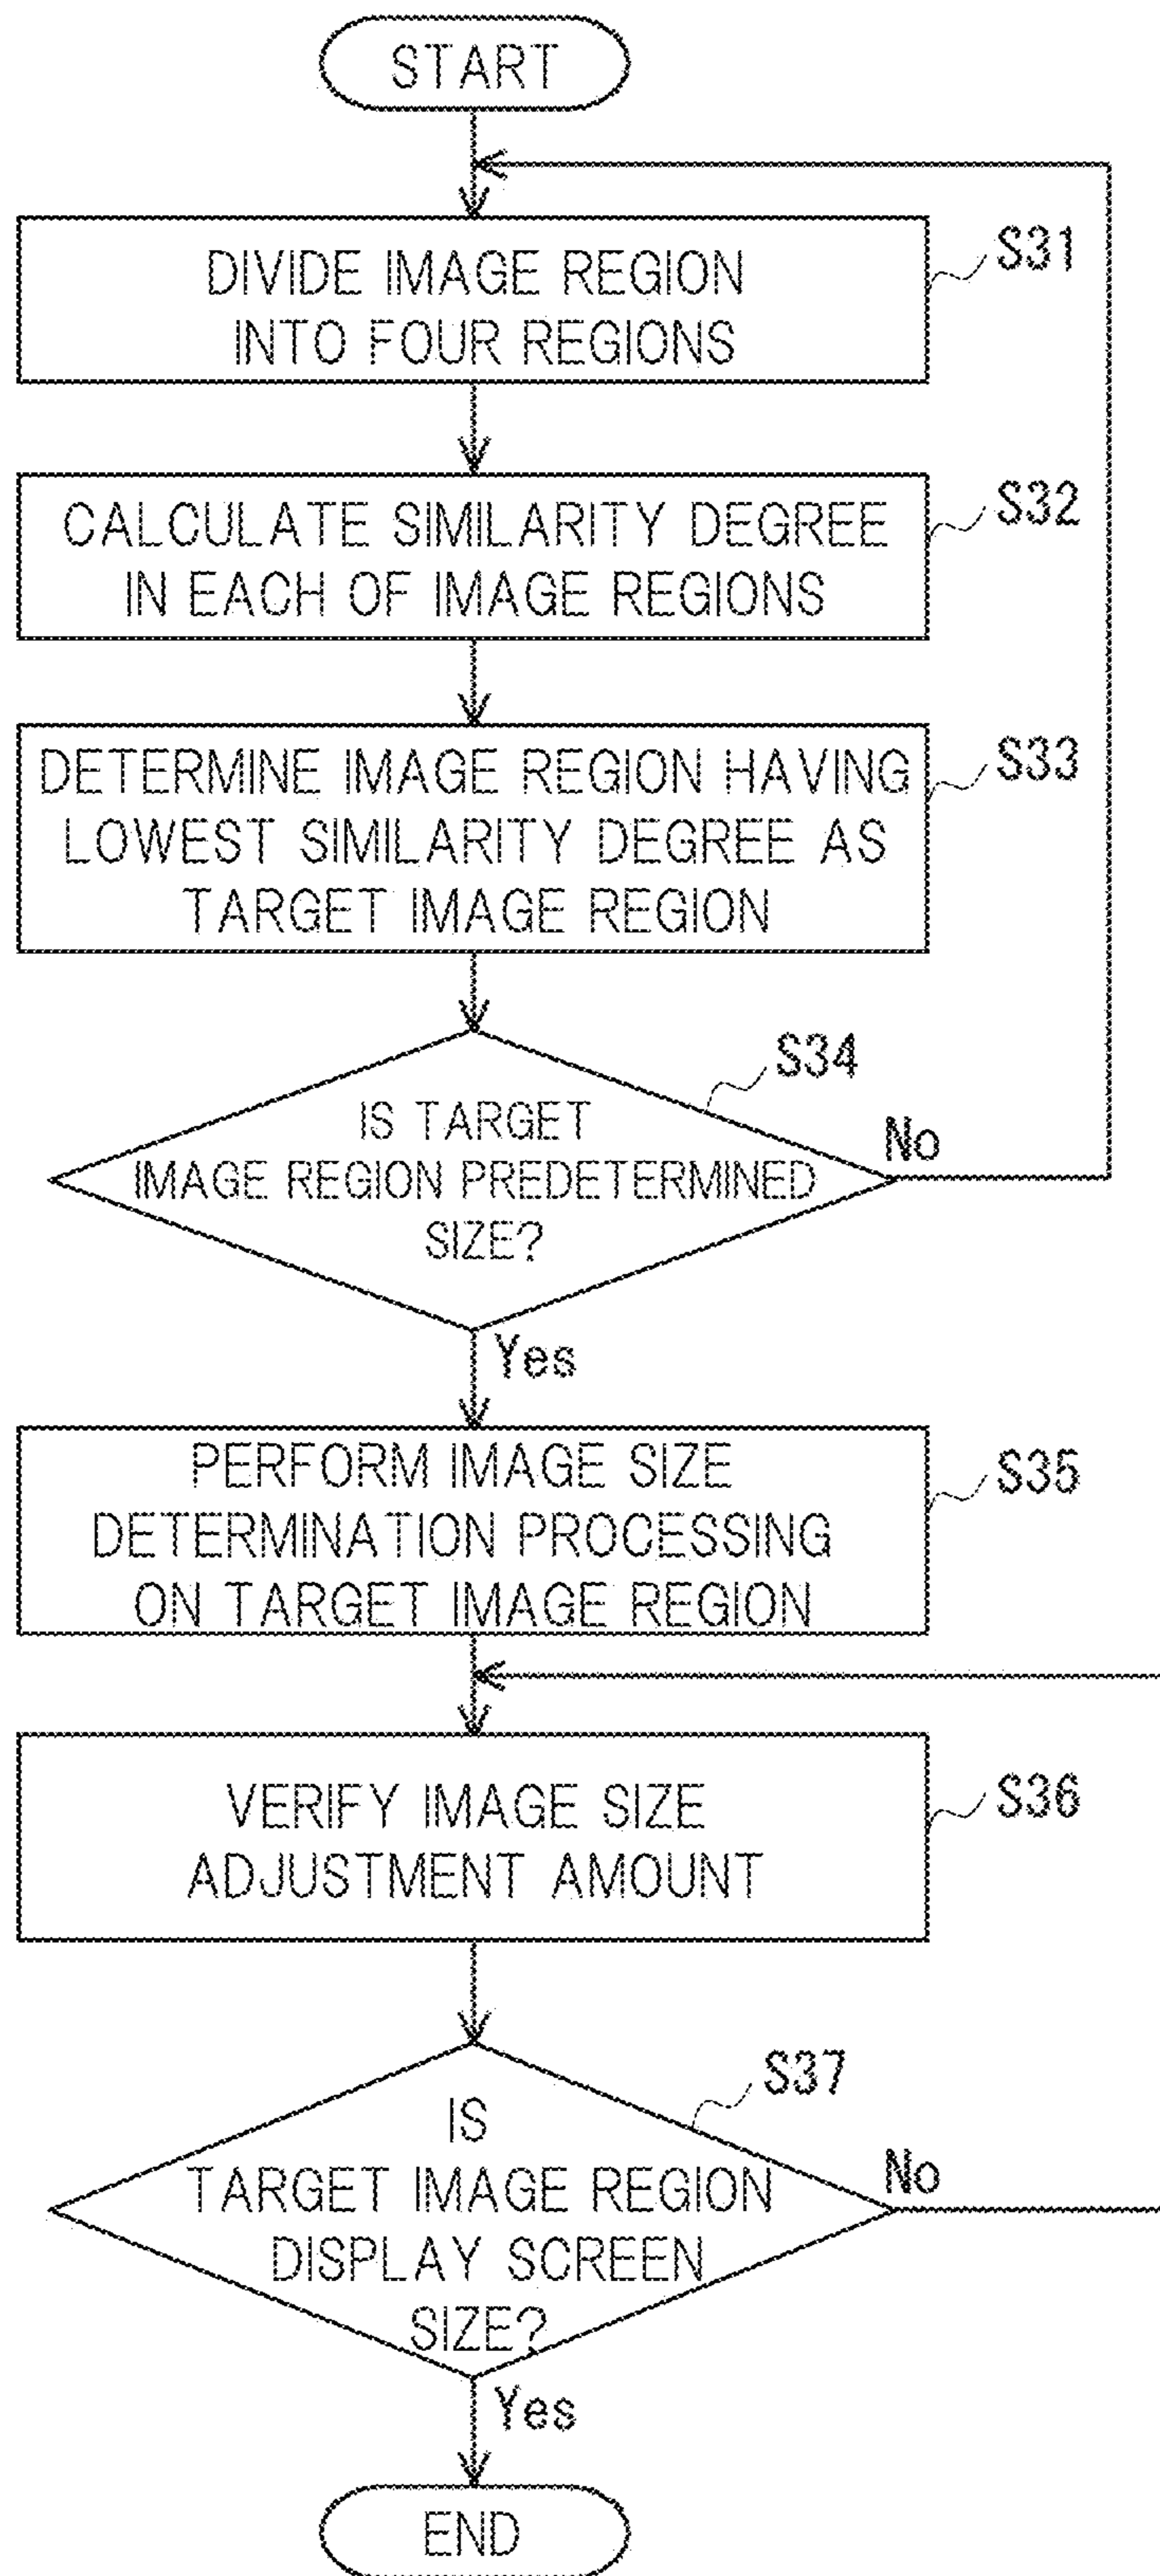 START
DIVIDE IMAGE REGION
INTO FOUR REGIONS
S31
CALCULATE SIMILARITY DEGREE
IN EACH OF IMAGE REGIONS
S32
DETERMINE IMAGE REGION HAVING
LOWEST SIMILARITY DEGREE AS
TARGET IMAGE REGION
S33
S34
IS TARGET
IMAGE REGION PREDETERMINED
SIZE?
No
Yes
PERFORM IMAGE SIZE
DETERMINATION PROCESSING
ON TARGET IMAGE REGION
S35
VERIFY IMAGE SIZE
ADJUSTMENT AMOUNT
S36
S37
IS
TARGET IMAGE REGION
DISPLAY SCREEN
SIZE?
No
Yes
END